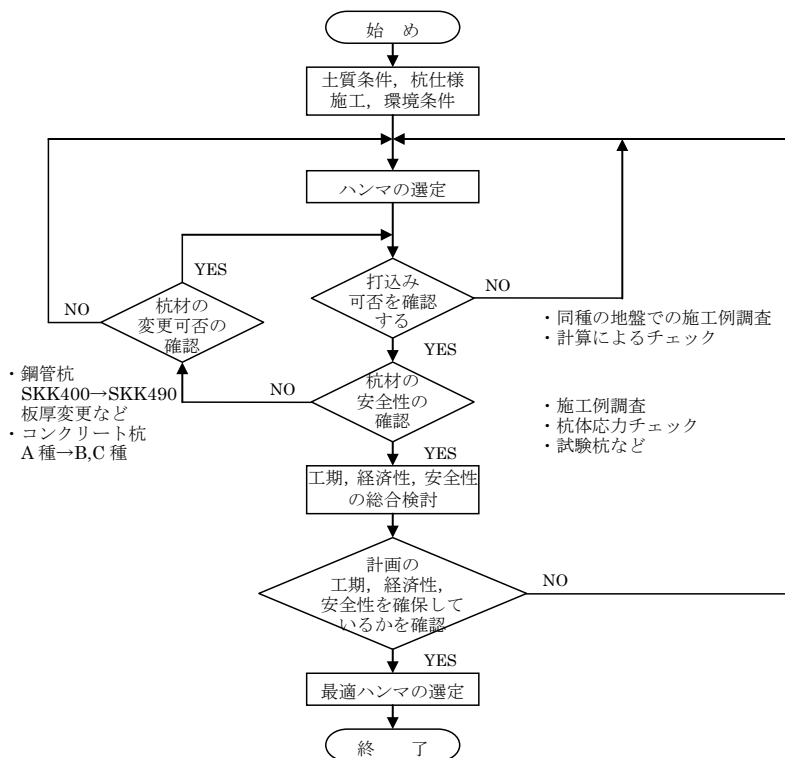 始　め
土質条件，杭仕様
施工，環境条件
ハンマの選定
YES
打込み
可否を確認
する
NO
NO
杭材の
変更可否の
確認
・同種の地盤での施工例調査
・計算によるチェック
YES
・鋼管杭
SKK400→SKK490
板厚変更など
・コンクリート杭
A 種→B,C 種
NO
杭材の
安全性の
確認
・施工例調査
・杭体応力チェック
・試験杭など
YES
工期，経済性，安全性
の総合検討
計画の
工期，経済性，
安全性を確保して
いるかを確認
NO
YES
最適ハンマの選定
終　了